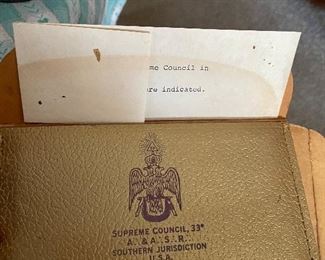 me Council in
are indicated.
SUPREME COUNCIL, 33°
A∴ & A∴ S∴ R∴
SOUTHERN JURISDICTION
U.S.A.